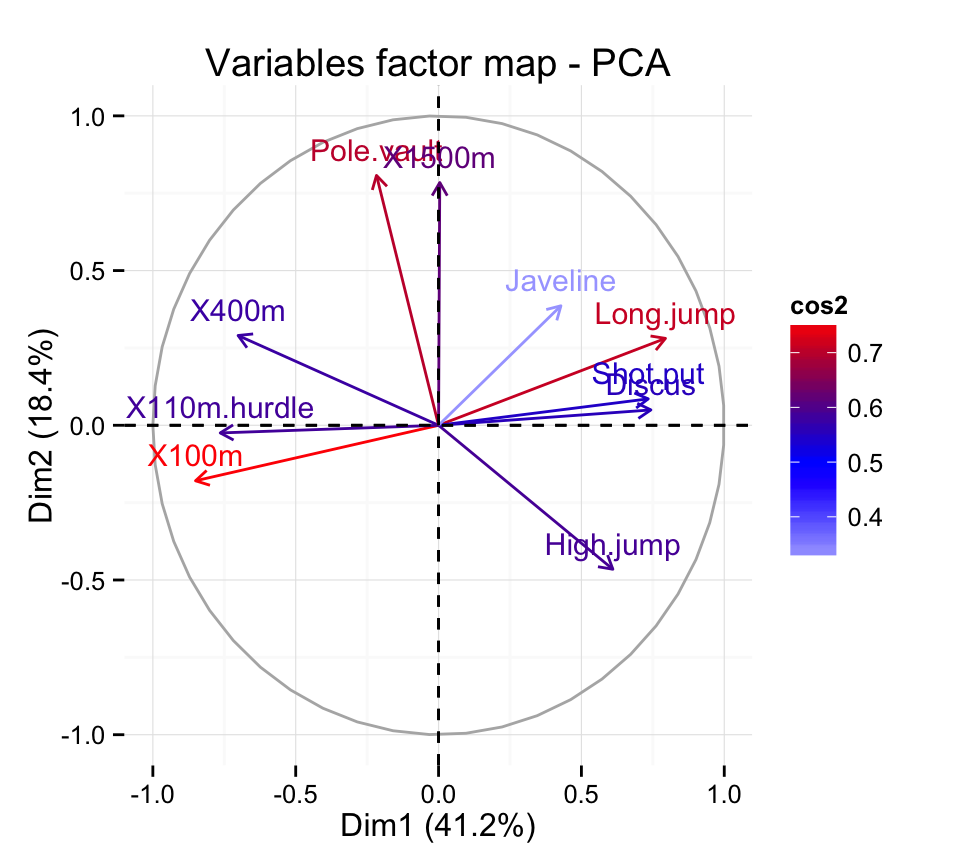 Variables factor map - PCA
1.0
Pole.vault
X1500m
0.5
Javeline
X400m
Long.jump
Shot.put
Discus
X110m.hurdle
0.0
X100m
High.jump
-0.5
-1.0
-1.0 -0.5 0.0 0.5 1.0
Dim1 (41.2%)
Dim2 (18.4%)
cos2
0.7
0.6
0.5
0.4